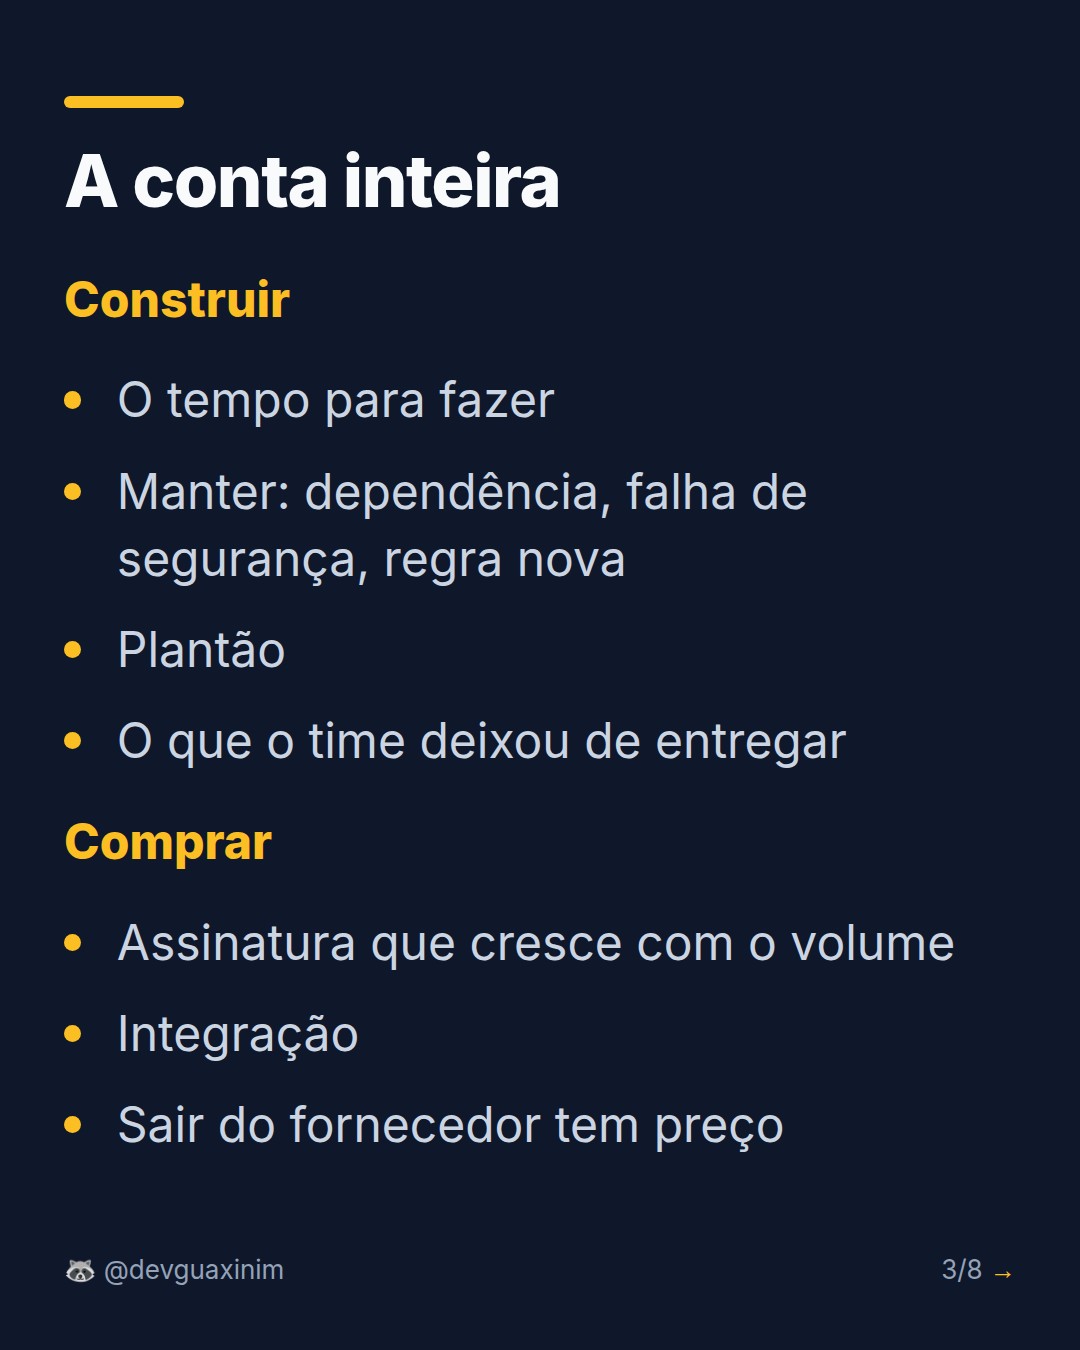 A conta inteira
Construir
• O tempo para fazer
• Manter: dependência, falha de
segurança, regra nova
• Plantão
• O que o time deixou de entregar
Comprar
• Assinatura que cresce com o volume
• Integração
• Sair do fornecedor tem preço
🦝 @devguaxinim
3/8 →